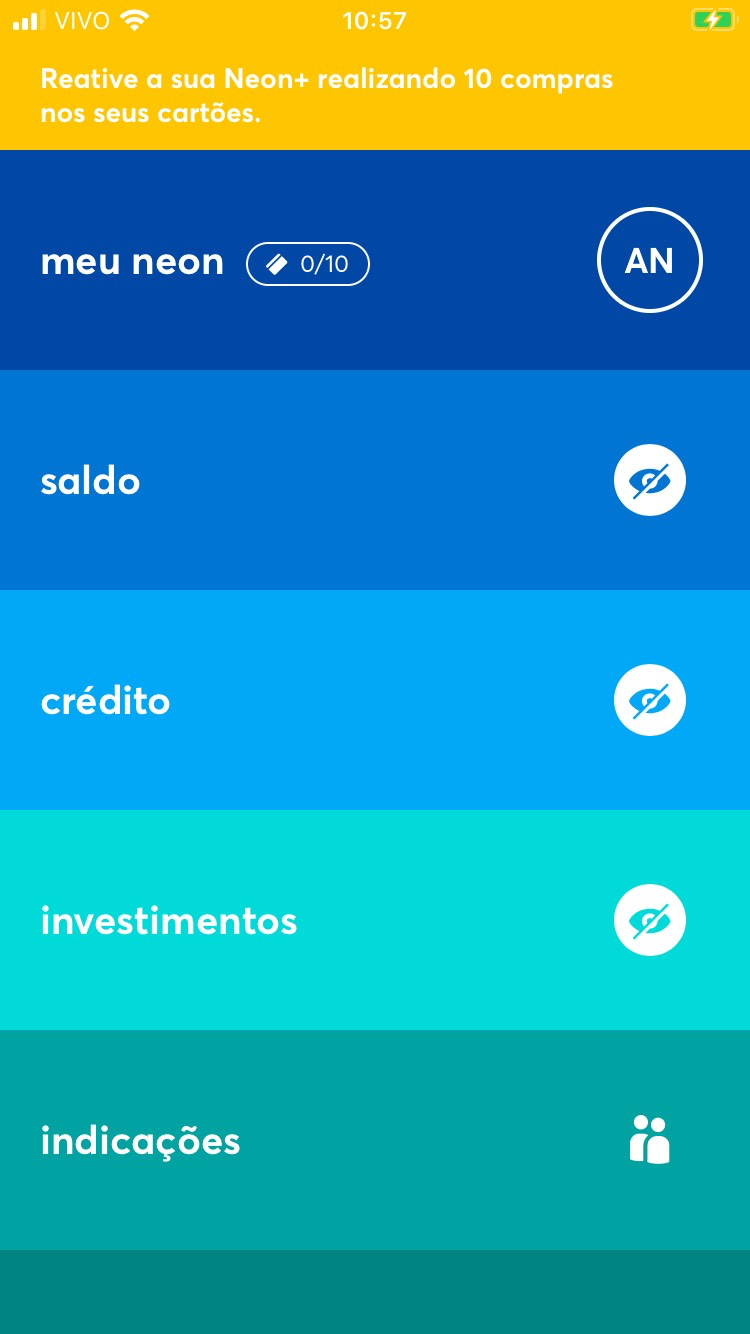 VIVO 10:57
Reative a sua Neon+ realizando 10 compras
nos seus cartões.
meu neon 0/10 AN
saldo
crédito
investimentos
indicações